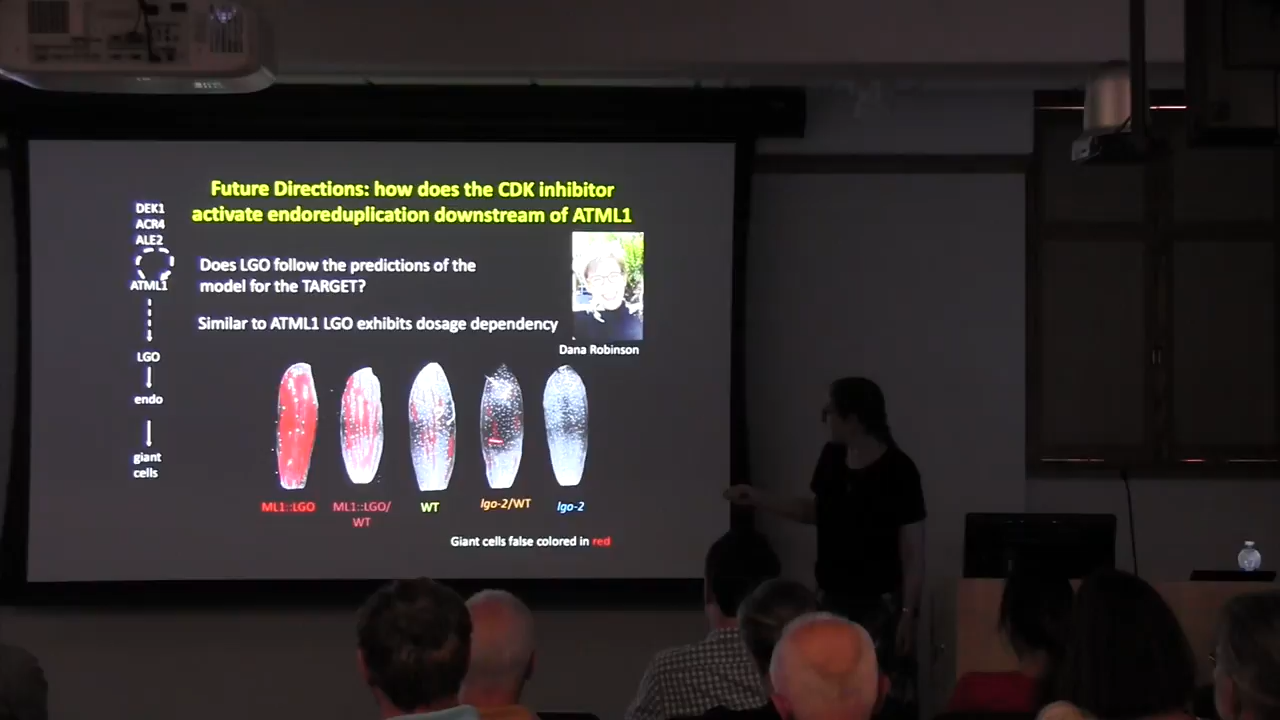 Future Directions: how does the CDK inhibitor
activate endoreduplication downstream of ATML1
DEK1
ACR4
ALE2
ATML1
LGO
endo
giant
cells
Does LGO follow the predictions of the
model for the TARGET?
Similar to ATML1 LGO exhibits dosage dependency
Dana Robinson
ML1::LGO
ML1::LGO/
WT
WT
lgo-2/WT
lgo-2
Giant cells false colored in red